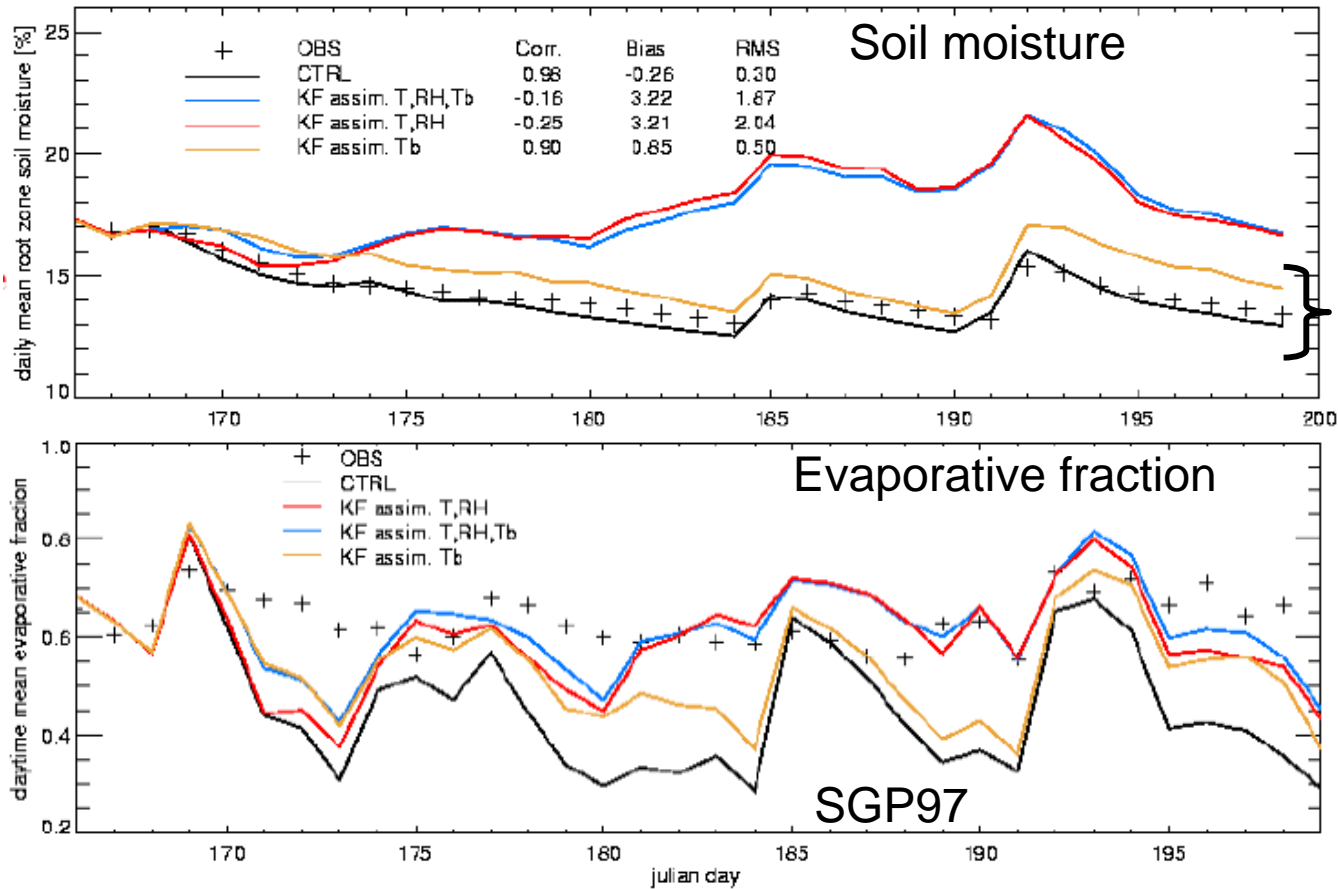 Soil moisture
daily mean root zone soil moisture [%]
25
20
15
10
+ OBS Corr. Bias RMS
CTRL 0.98 -0.26 0.30
KF assim. T,RH,Tb -0.16 3.22 1.87
KF assim. T,RH -0.25 3.21 2.04
KF assim. Tb 0.90 0.85 0.50
}
170 175 180 185 190 195 200
Evaporative fraction
daytime mean evaporative fraction
1.0
0.8
0.6
0.4
0.2
+ OBS
CTRL
KF assim. T,RH
KF assim. T,RH,Tb
KF assim. Tb
SGP97
170 175 180 185 190 195
julian day